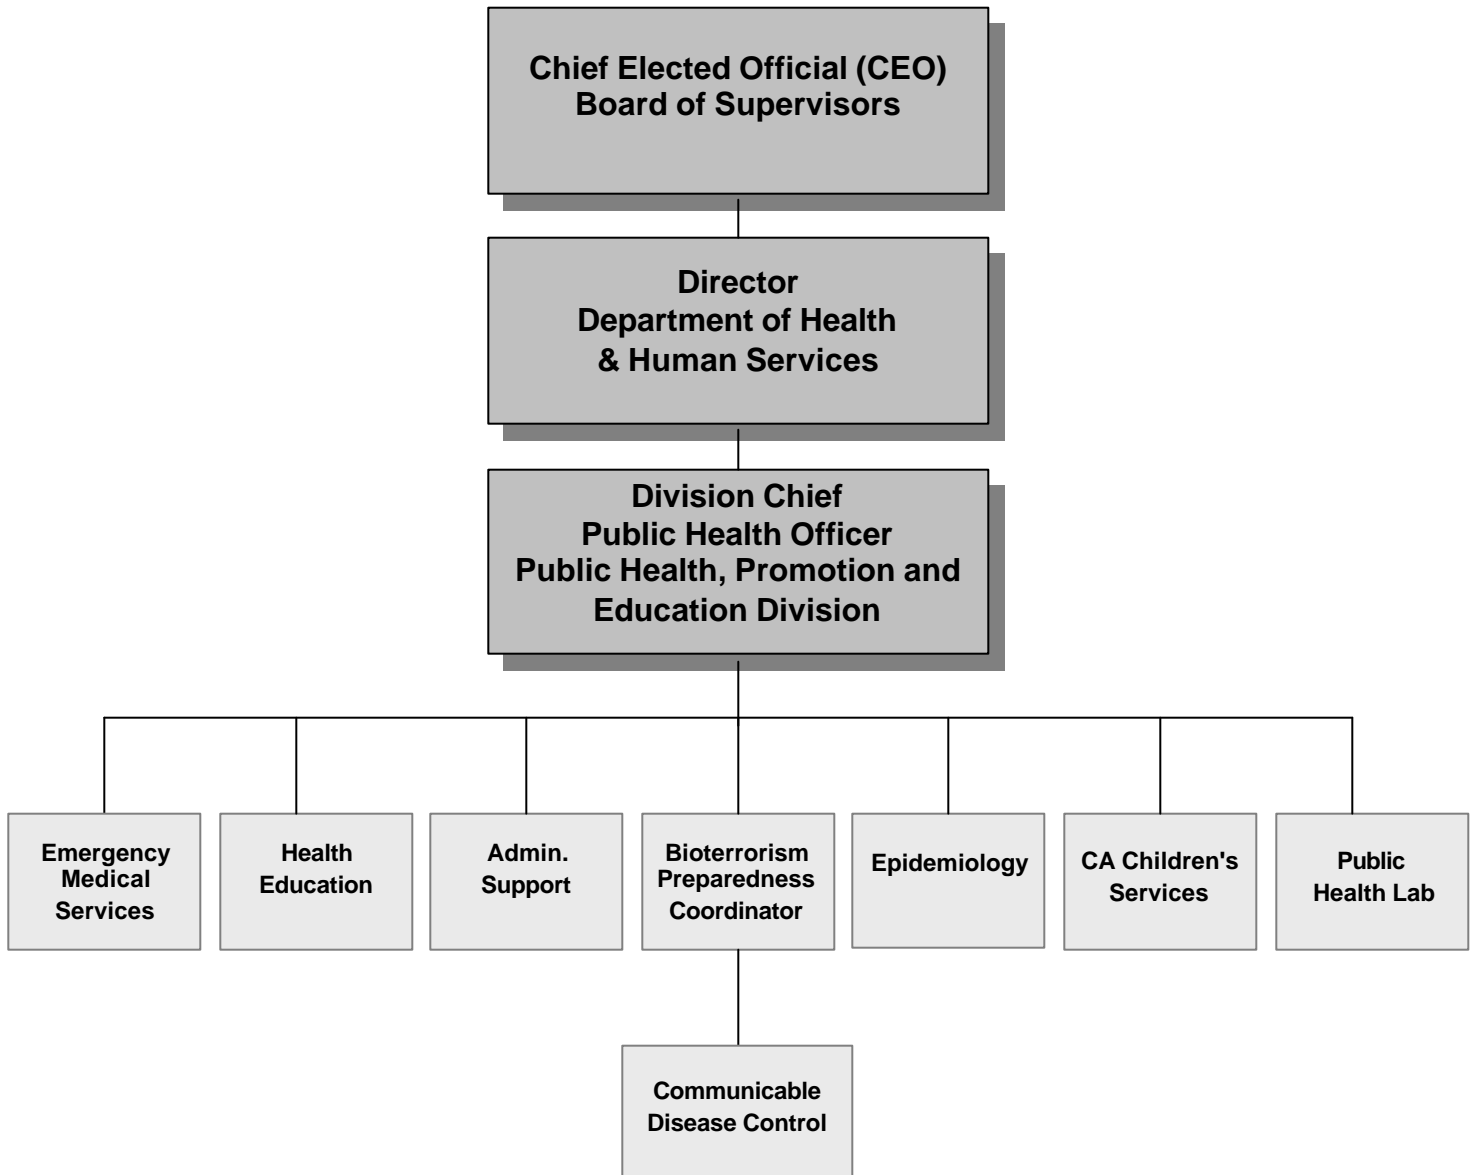 Chief Elected Official (CEO)
Board of Supervisors
Director
Department of Health
& Human Services
Division Chief
Public Health Officer
Public Health, Promotion and
Education Division
Emergency
Medical
Services
Health
Education
Admin.
Support
Bioterrorism
Preparedness
Coordinator
Epidemiology
CA Children's
Services
Public
Health Lab
Communicable
Disease Control